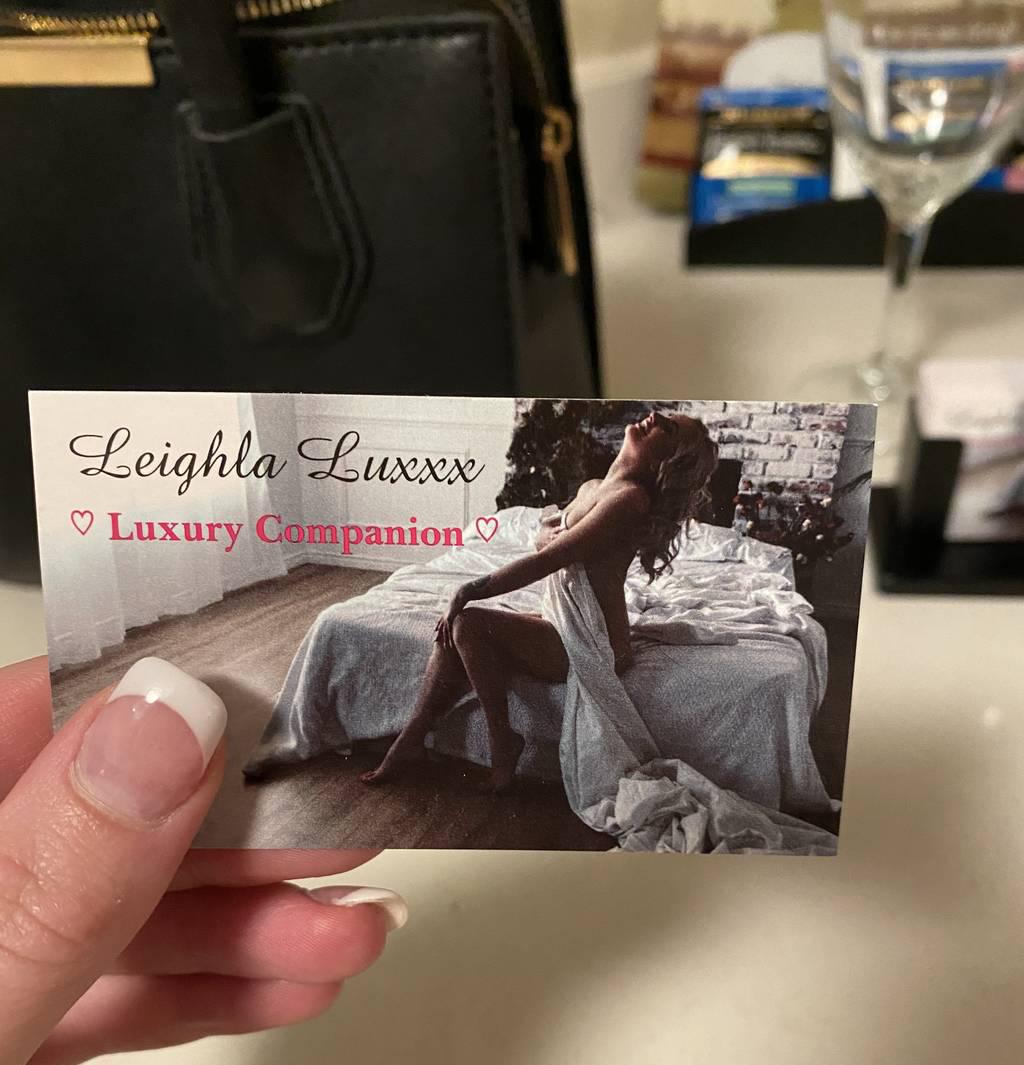 Leighla Luxxx
♡ Luxury Companion ♡